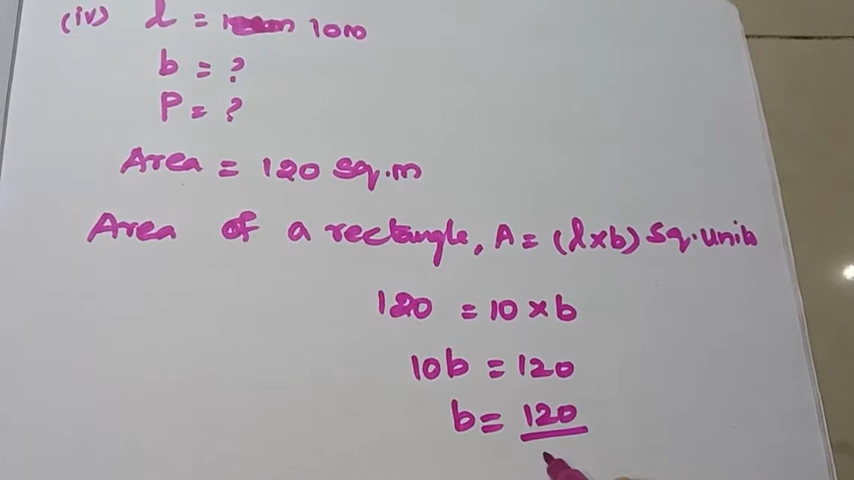 (iv) l = 10m
b = ?
P = ?
Area = 120 sq.m
Area of a rectangle, A = (l×b) sq.units
120 = 10 × b
10b = 120
b = 120